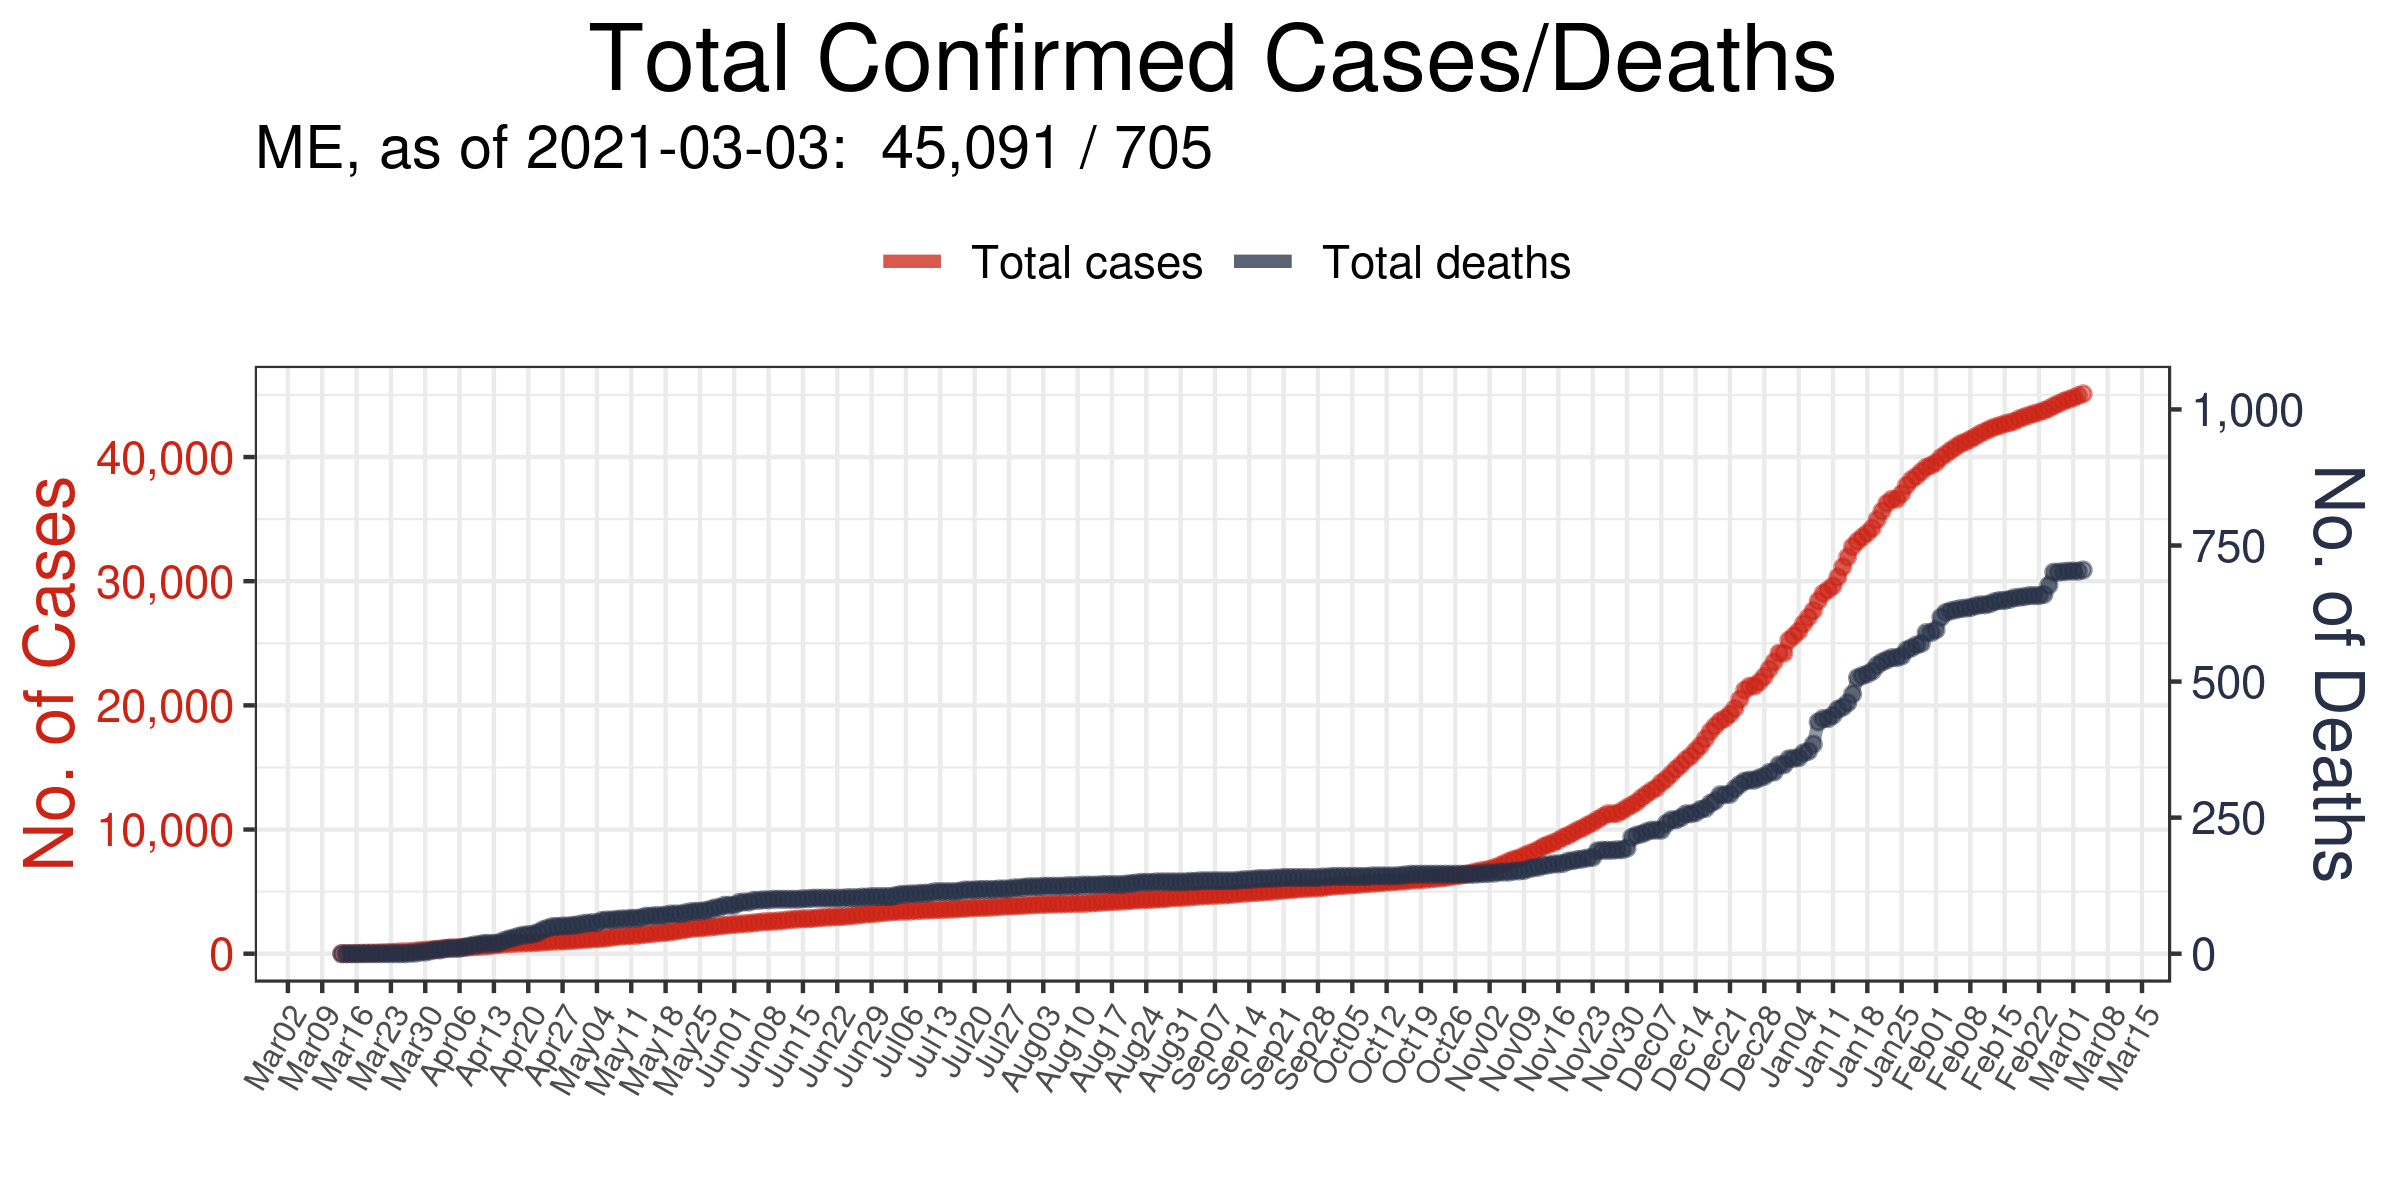 Total Confirmed Cases/Deaths
ME, as of 2021-03-03:  45,091 / 705
Total cases
Total deaths
No. of Cases
40,000
30,000
20,000
10,000
0
1,000
750
500
250
0
No. of Deaths
Mar02
Mar09
Mar16
Mar23
Mar30
Apr06
Apr13
Apr20
Apr27
May04
May11
May18
May25
Jun01
Jun08
Jun15
Jun22
Jun29
Jul06
Jul13
Jul20
Jul27
Aug03
Aug10
Aug17
Aug24
Aug31
Sep07
Sep14
Sep21
Sep28
Oct05
Oct12
Oct19
Oct26
Nov02
Nov09
Nov16
Nov23
Nov30
Dec07
Dec14
Dec21
Dec28
Jan04
Jan11
Jan18
Jan25
Feb01
Feb08
Feb15
Feb22
Mar01
Mar08
Mar15